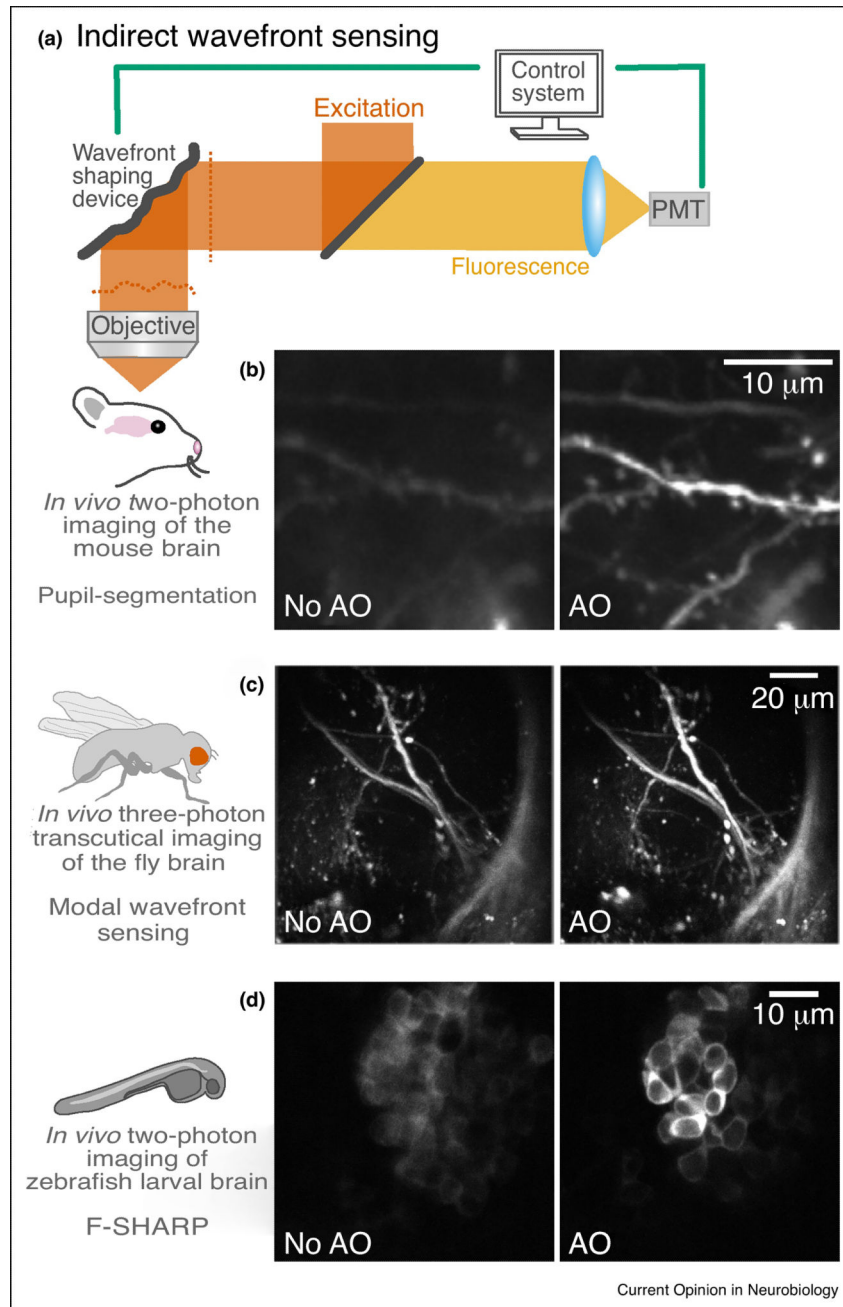 (a) Indirect wavefront sensing
Control
system
Excitation
Wavefront
shaping
device
PMT
Fluorescence
Objective
(b)
10 μm
In vivo two-photon
imaging of the
mouse brain
Pupil-segmentation
No AO
AO
(c)
20 μm
In vivo three-photon
transcutical imaging
of the fly brain
Modal wavefront
sensing
No AO
AO
(d)
10 μm
In vivo two-photon
imaging of
zebrafish larval brain
F-SHARP
No AO
AO
Current Opinion in Neurobiology